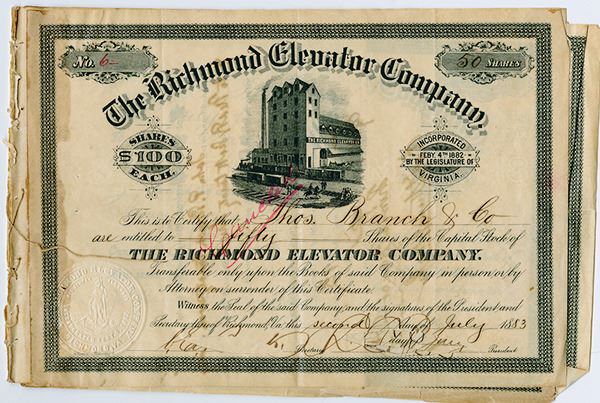 No. 6
50 SHARES
The Richmond Elevator Company.
SHARES
$100
EACH.
THE RICHMOND ELEVATOR CO.
INCORPORATED
FEBY. 4TH 1882
BY THE LEGISLATURE OF
VIRGINIA.
This is to Certify that Thos. Branch & Co
are entitled to fifty Shares of the Capital Stock of
THE RICHMOND ELEVATOR COMPANY.
Transferable only upon the Books of said Company in person or by
Attorney on surrender of this Certificate.
Witness the Seal of the said Company and the signatures of the President and
Secretary thereof Richmond, Va. this second day of July 1883
President